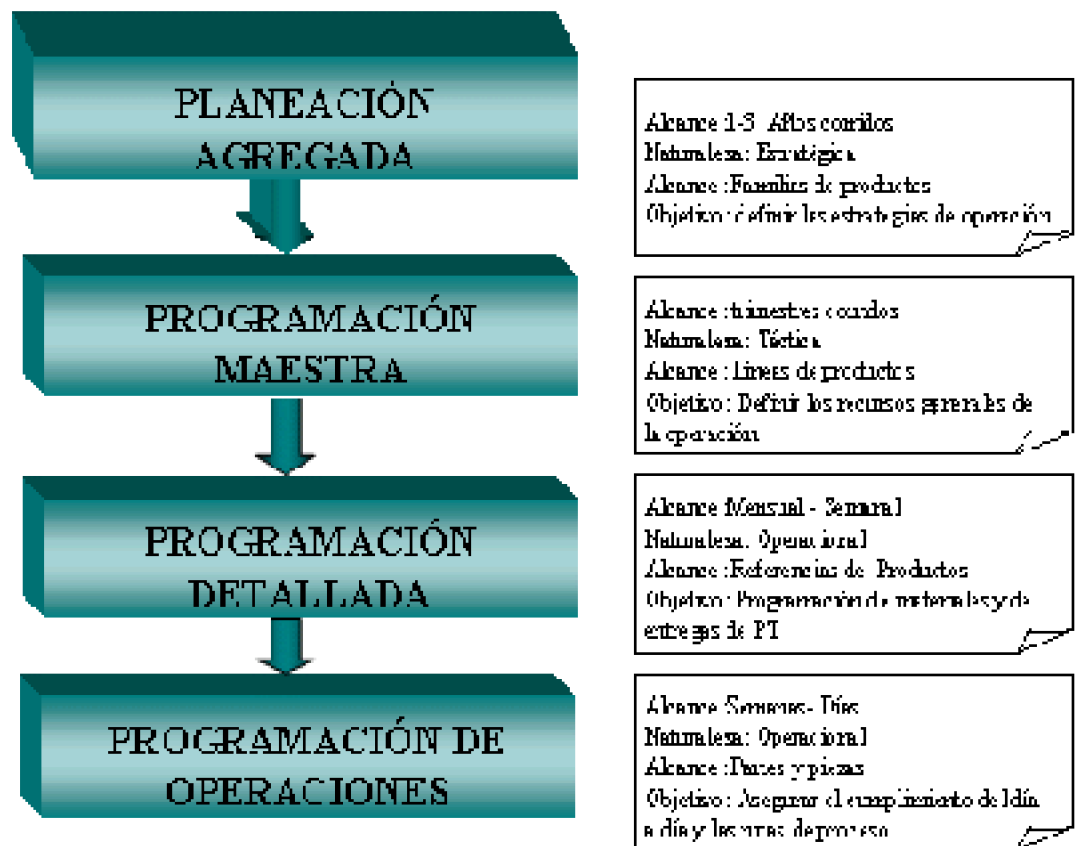 PLANEACIÓN
AGREGADA
Alcance :1-3 Años corridos
Naturaleza: Estratégica
Alcance :Familias de productos
Objetivo: definir las estrategias de operación
PROGRAMACIÓN
MAESTRA
Alcance :trimestres corridos
Naturaleza: Táctica
Alcance :Líneas de productos
Objetivo: Definir los recursos generales de
la operación
PROGRAMACIÓN
DETALLADA
Alcance :Mensual - Semanal
Naturaleza: Operacional
Alcance :Referencias de Productos
Objetivo: Programación de materiales y de
entregas de PT
PROGRAMACIÓN DE
OPERACIONES
Alcance :Semanas- Días
Naturaleza: Operacional
Alcance :Partes y piezas
Objetivo: Asegurar el cumplimiento del día
a día y las rutas de proceso